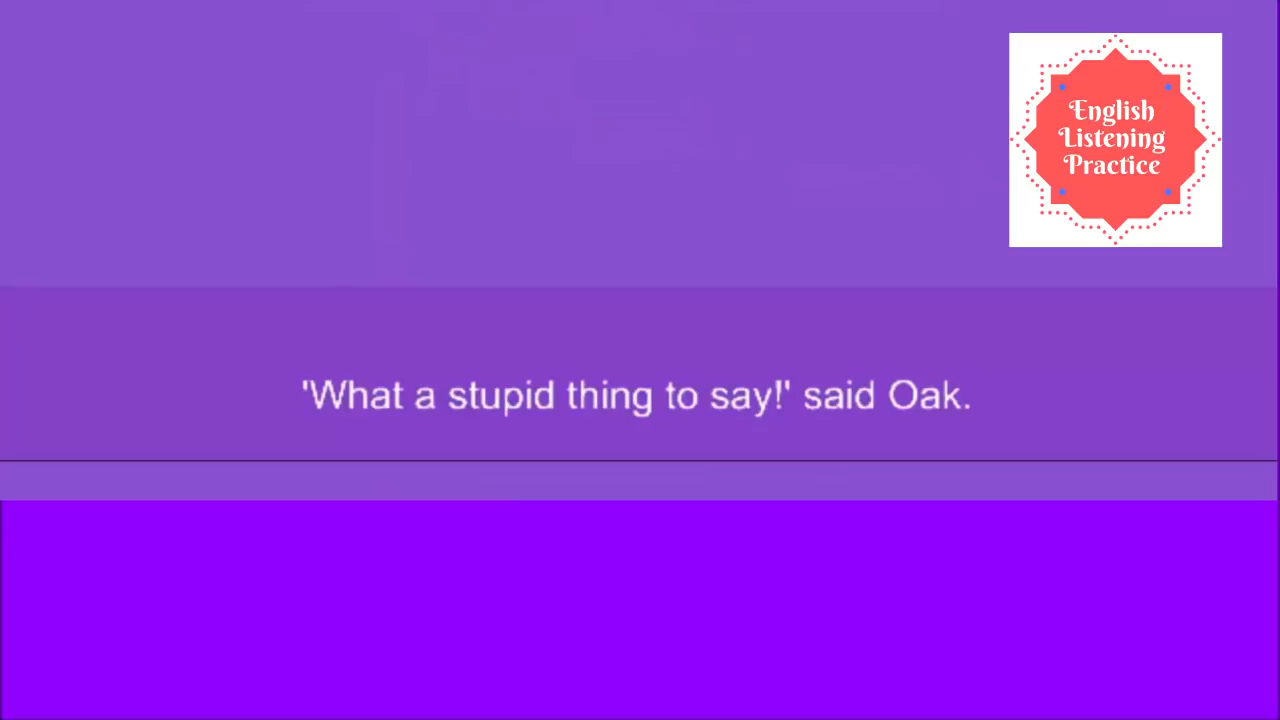 English
Listening
Practice
'What a stupid thing to say!' said Oak.